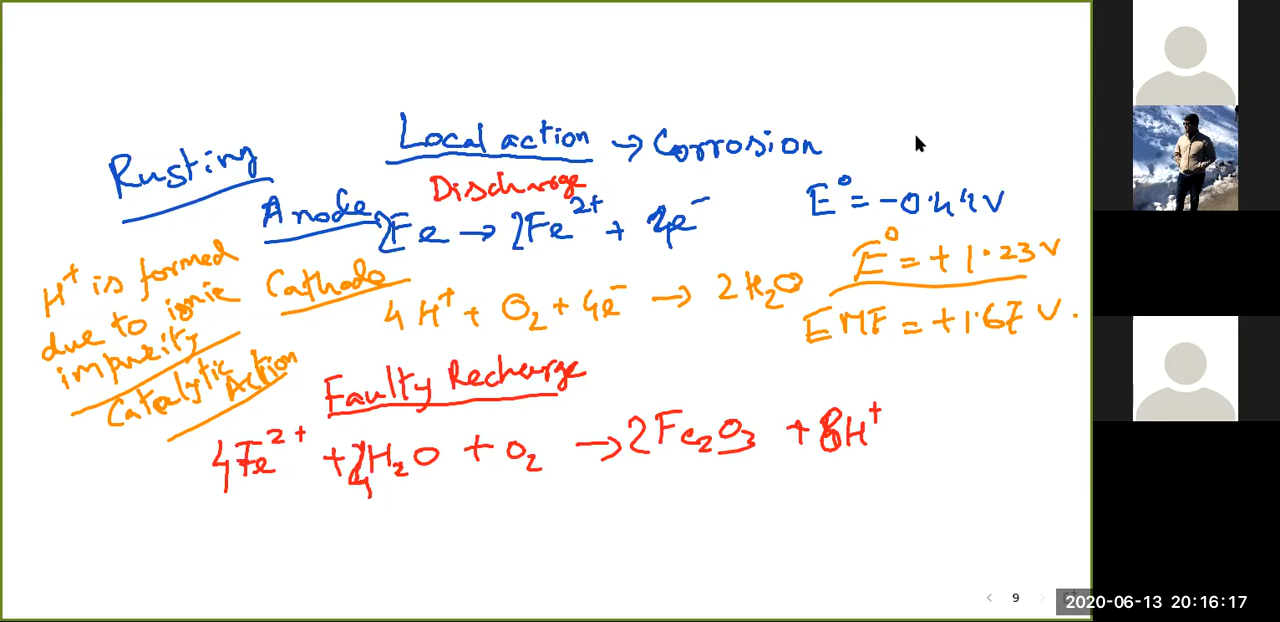 Local action → Corrosion
Rusting
Discharge
Anode 2Fe → 2Fe²⁺ + 4e⁻
E° = -0.44V
H⁺ is formed
due to ionic
impurity
Catalytic
Action
Cathode
4H⁺ + O₂ + 4e⁻ → 2H₂O
E° = +1.23V
EMF = +1.67V.
Faulty Recharge
4Fe²⁺ + 4H₂O + O₂ → 2Fe₂O₃ + 8H⁺
9
2020-06-13 20:16:17